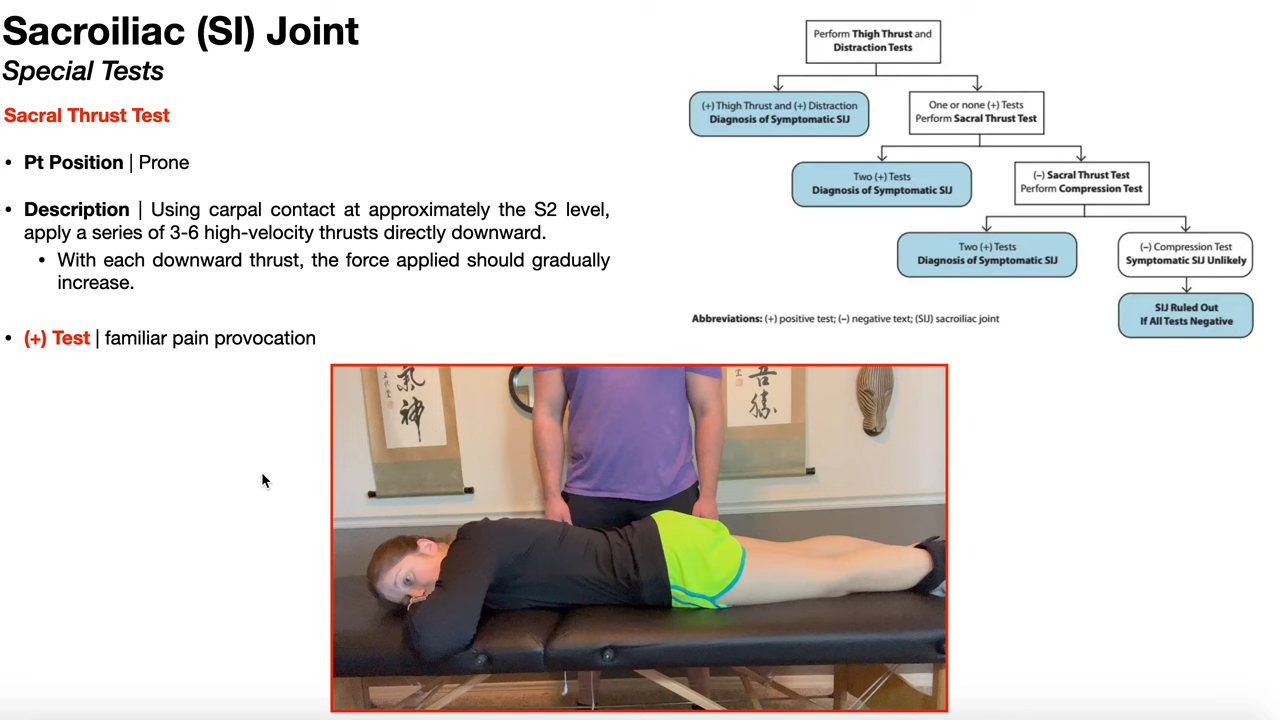 Sacroiliac (SI) Joint
Special Tests
Sacral Thrust Test
• Pt Position | Prone
• Description | Using carpal contact at approximately the S2 level,
apply a series of 3-6 high-velocity thrusts directly downward.
• With each downward thrust, the force applied should gradually
increase.
• (+) Test | familiar pain provocation
Perform Thigh Thrust and
Distraction Tests
(+) Thigh Thrust and (+) Distraction
Diagnosis of Symptomatic SIJ
One or none (+) Tests
Perform Sacral Thrust Test
Two (+) Tests
Diagnosis of Symptomatic SIJ
(–) Sacral Thrust Test
Perform Compression Test
Two (+) Tests
Diagnosis of Symptomatic SIJ
(–) Compression Test
Symptomatic SIJ Unlikely
SIJ Ruled Out
If All Tests Negative
Abbreviations: (+) positive test; (–) negative text; (SIJ) sacroiliac joint
氣
神
吾
勝